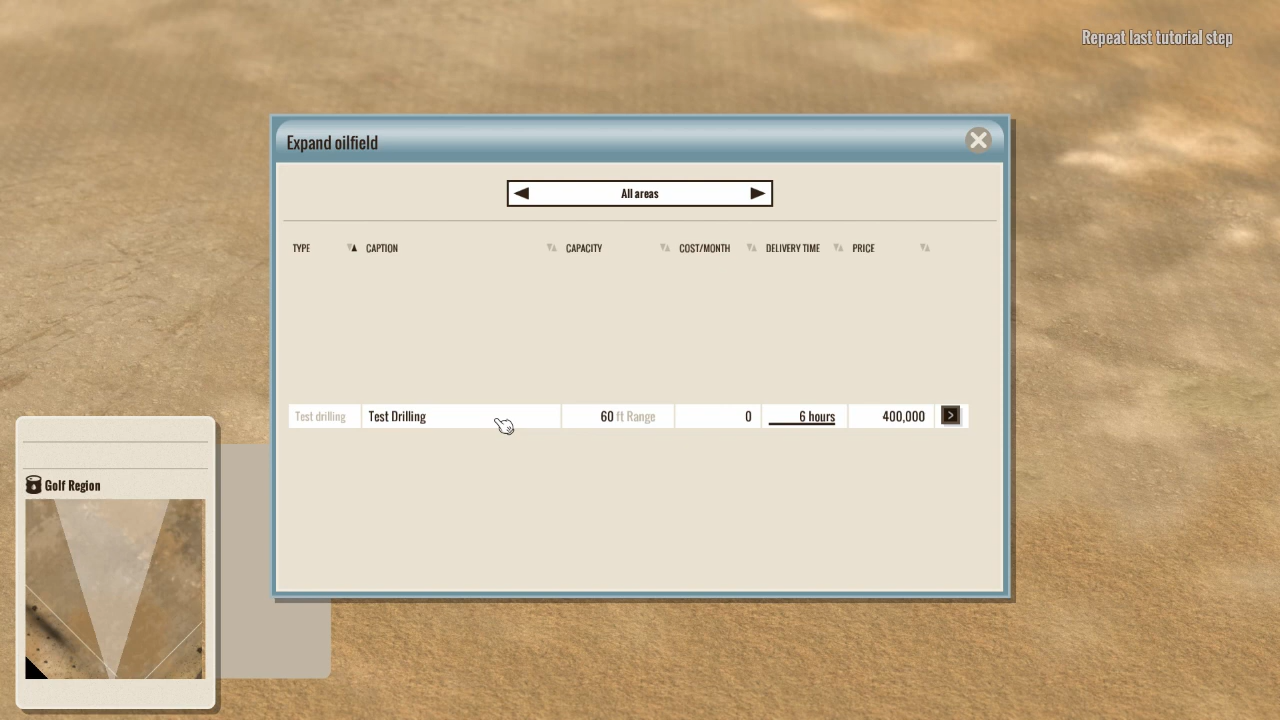 Repeat last tutorial step
Expand oilfield
All areas
TYPE CAPTION CAPACITY COST/MONTH DELIVERY TIME PRICE
Test drilling Test Drilling 60 ft Range 0 6 hours 400,000
Golf Region